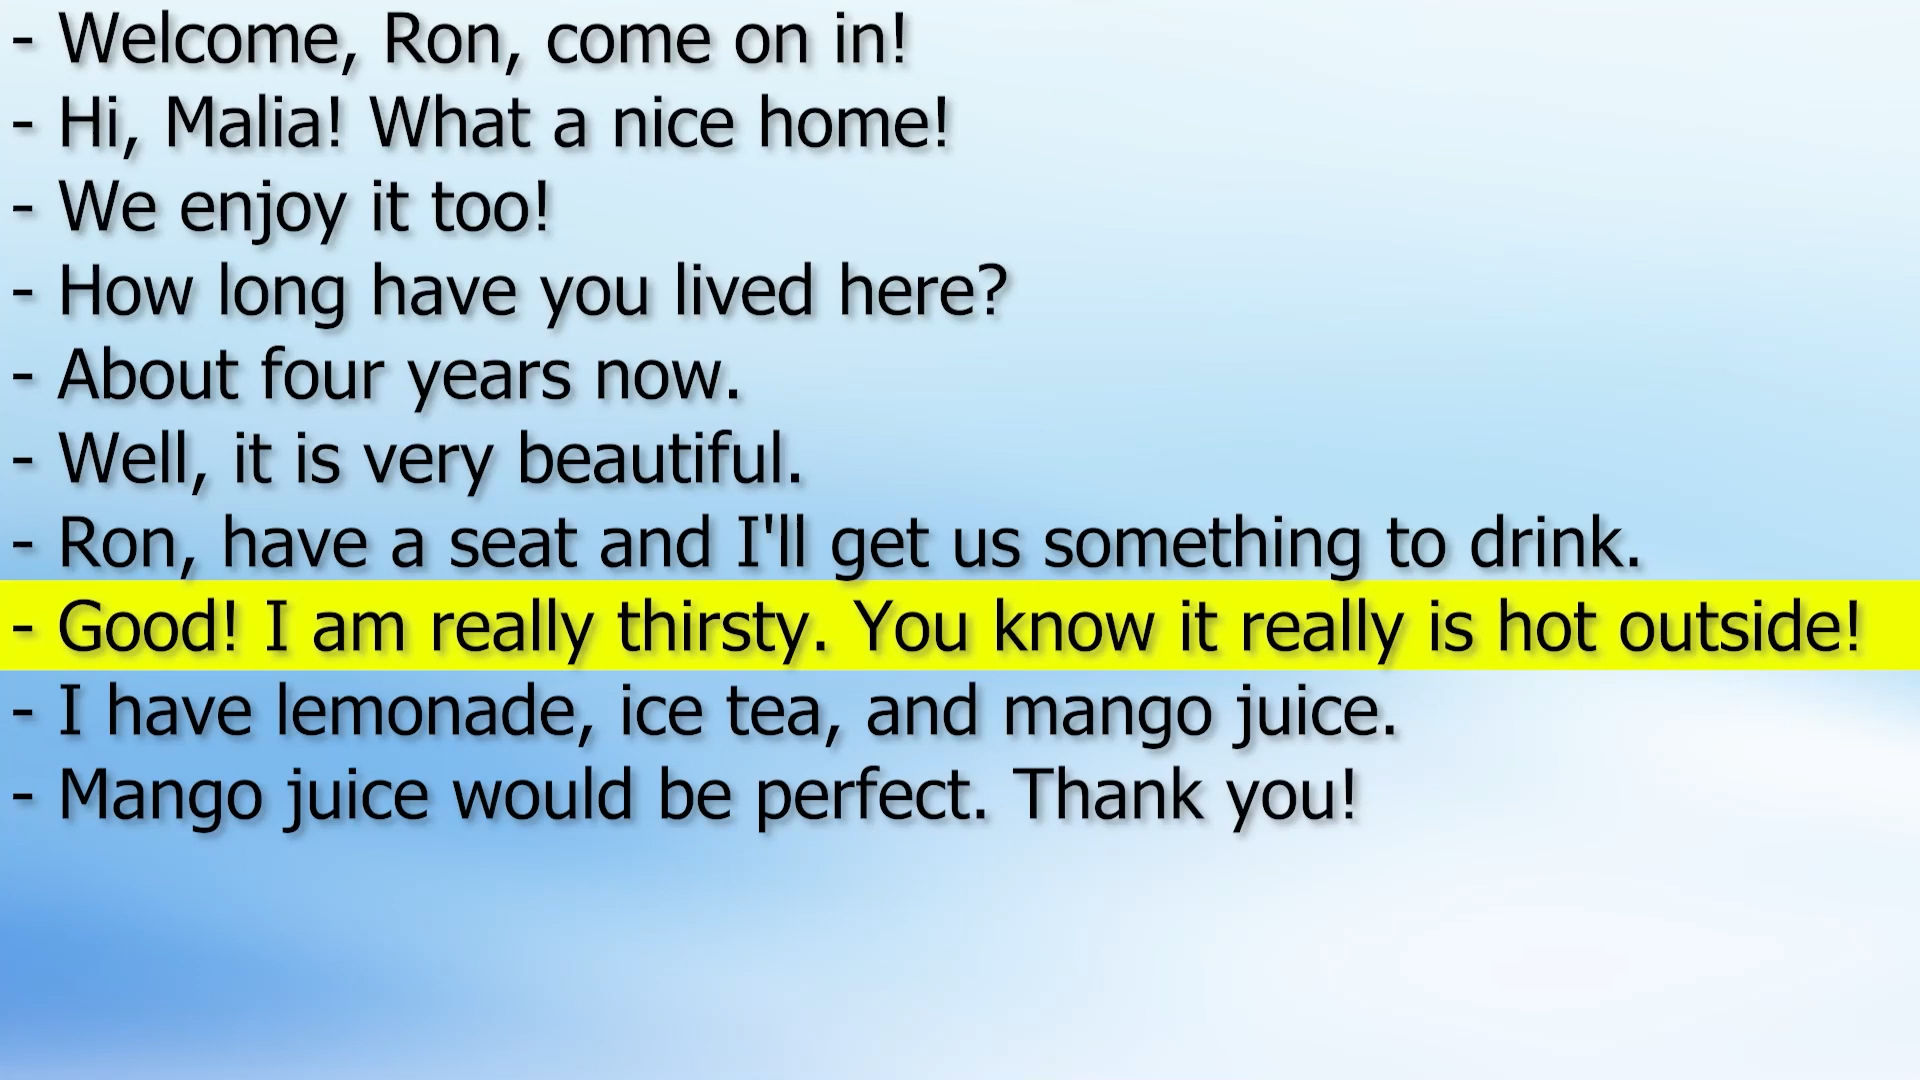 - Welcome, Ron, come on in!
- Hi, Malia! What a nice home!
- We enjoy it too!
- How long have you lived here?
- About four years now.
- Well, it is very beautiful.
- Ron, have a seat and I'll get us something to drink.
- Good! I am really thirsty. You know it really is hot outside!
- I have lemonade, ice tea, and mango juice.
- Mango juice would be perfect. Thank you!